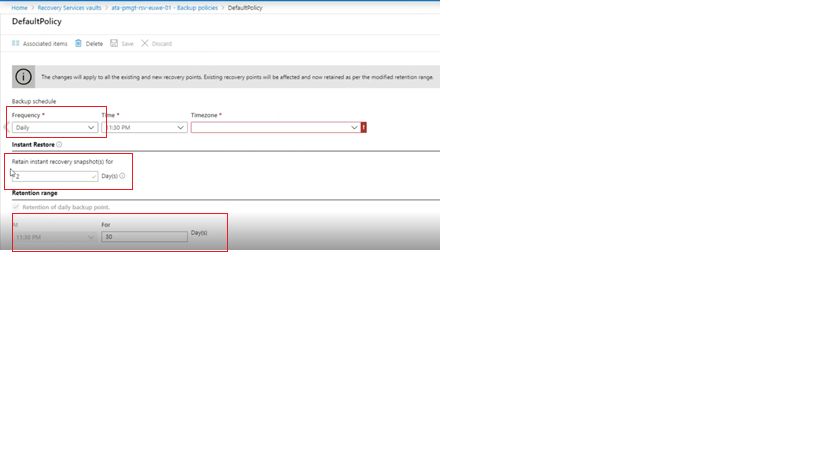 Home > Recovery Services vaults > ata-pmgt-rsv-euwe-01 - Backup policies > DefaultPolicy
DefaultPolicy
Associated items Delete Save Discard
The changes will apply to all the existing and new recovery points. Existing recovery points will be affected and now retained as per the modified retention range.
Backup schedule
Frequency * Time * Timezone *
Daily 11:30 PM
Instant Restore
Retain instant recovery snapshot(s) for
2 Day(s)
Retention range
Retention of daily backup point.
At For
11:30 PM 30 Day(s)